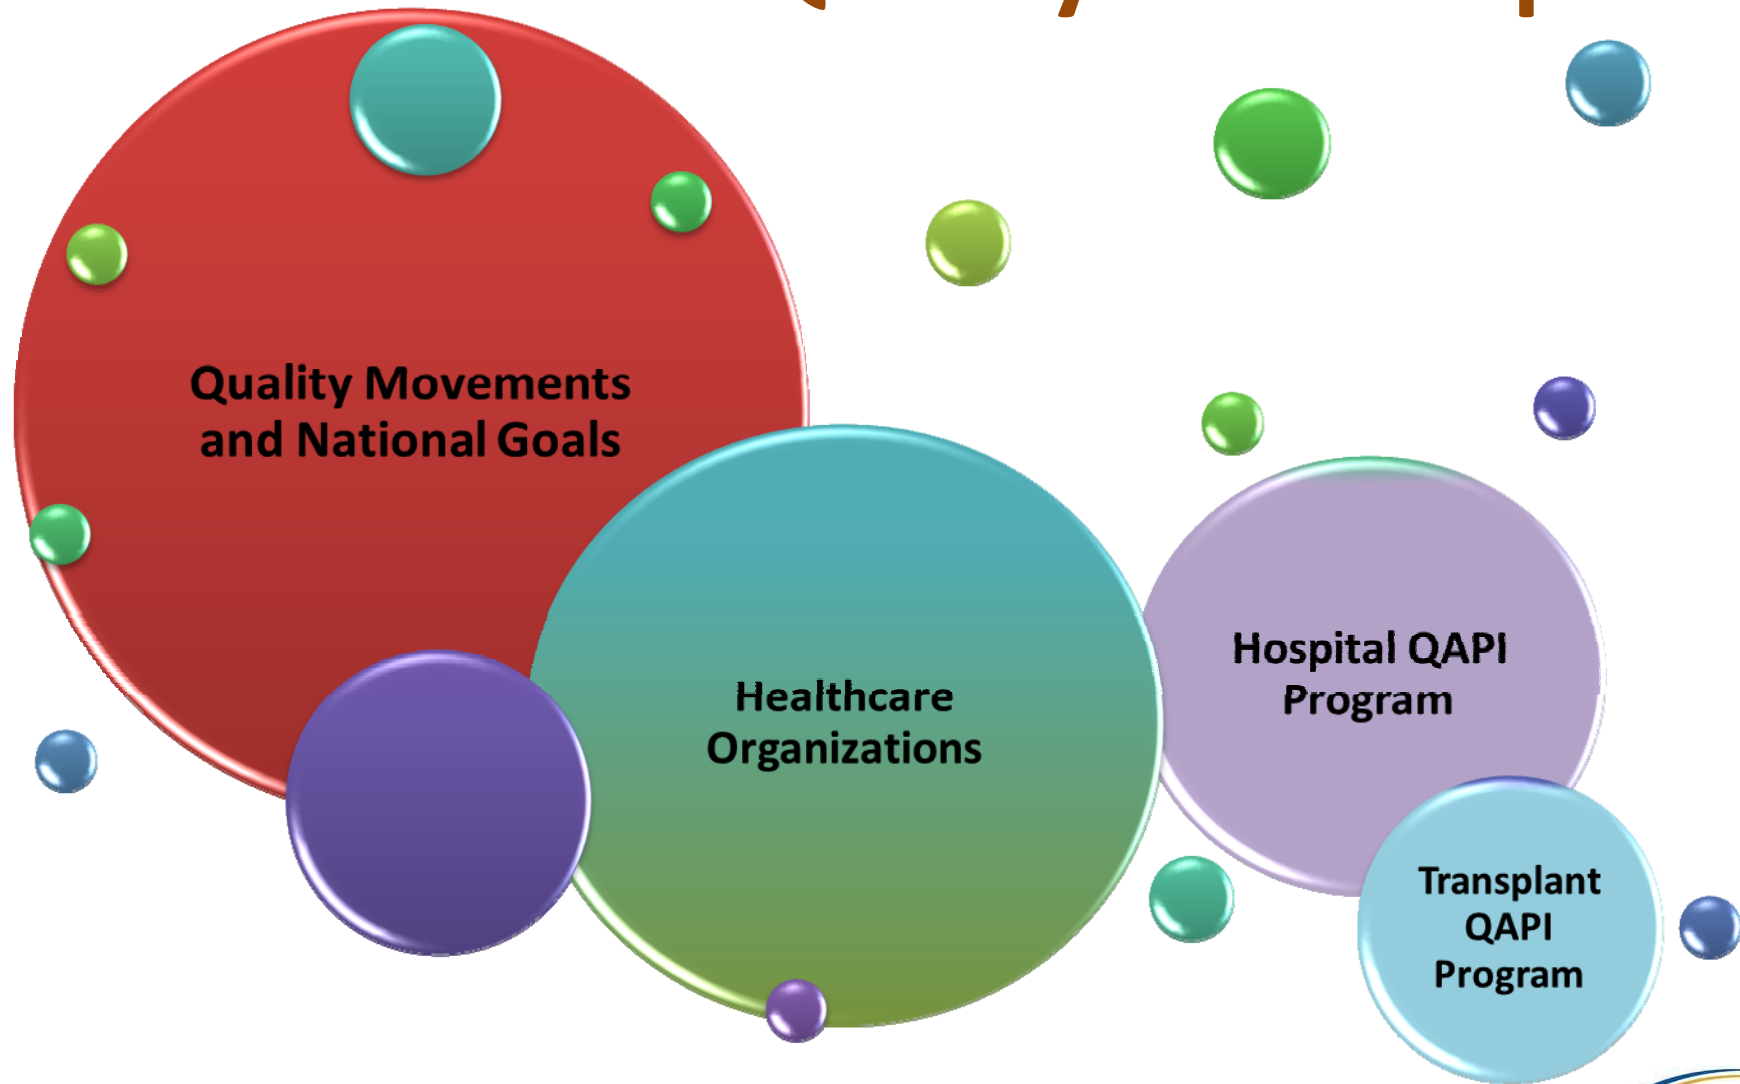 Quality Movements
and National Goals
Healthcare
Organizations
Hospital QAPI
Program
Transplant
QAPI
Program